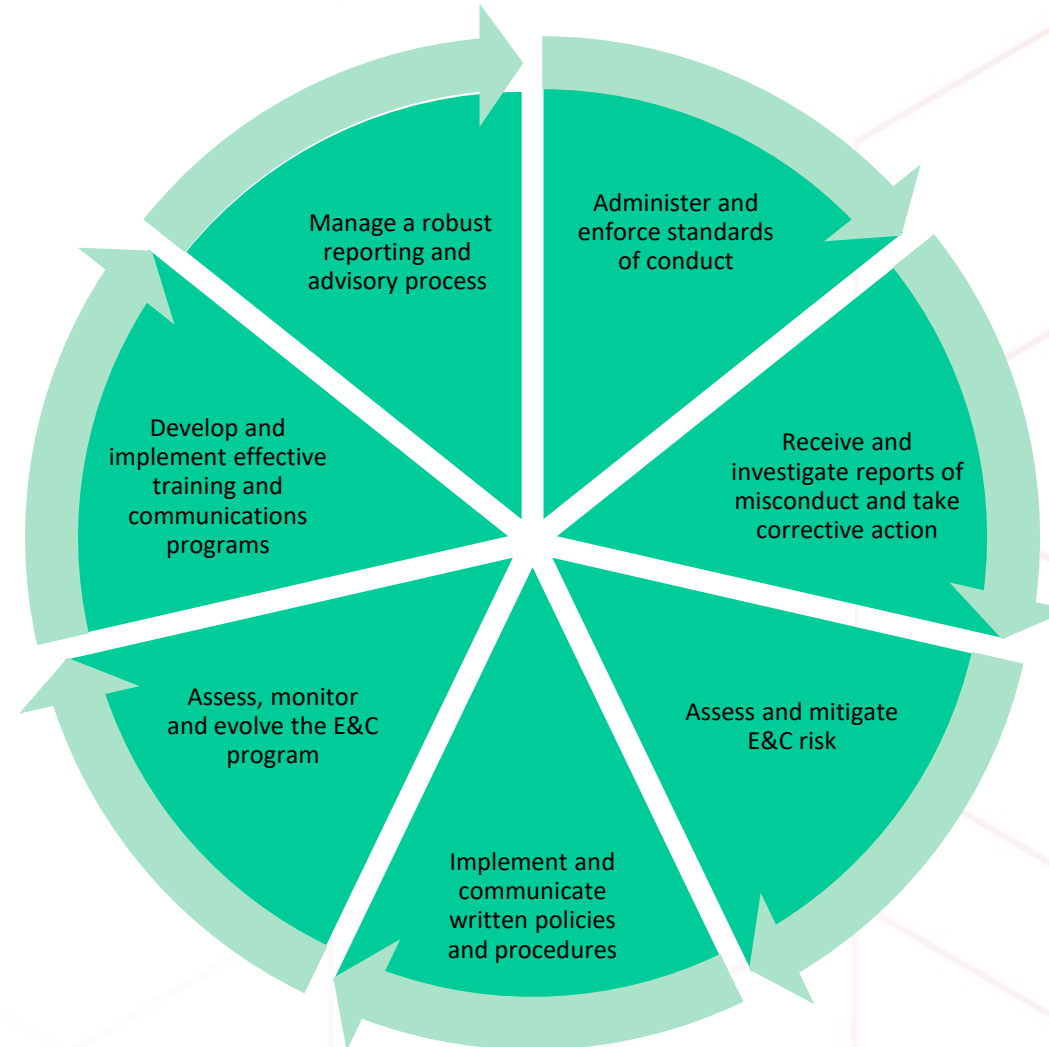 Administer and
enforce standards
of conduct
Receive and
investigate reports of
misconduct and take
corrective action
Assess and mitigate
E&C risk
Implement and
communicate
written policies
and procedures
Assess, monitor
and evolve the E&C
program
Develop and
implement effective
training and
communications
programs
Manage a robust
reporting and
advisory process